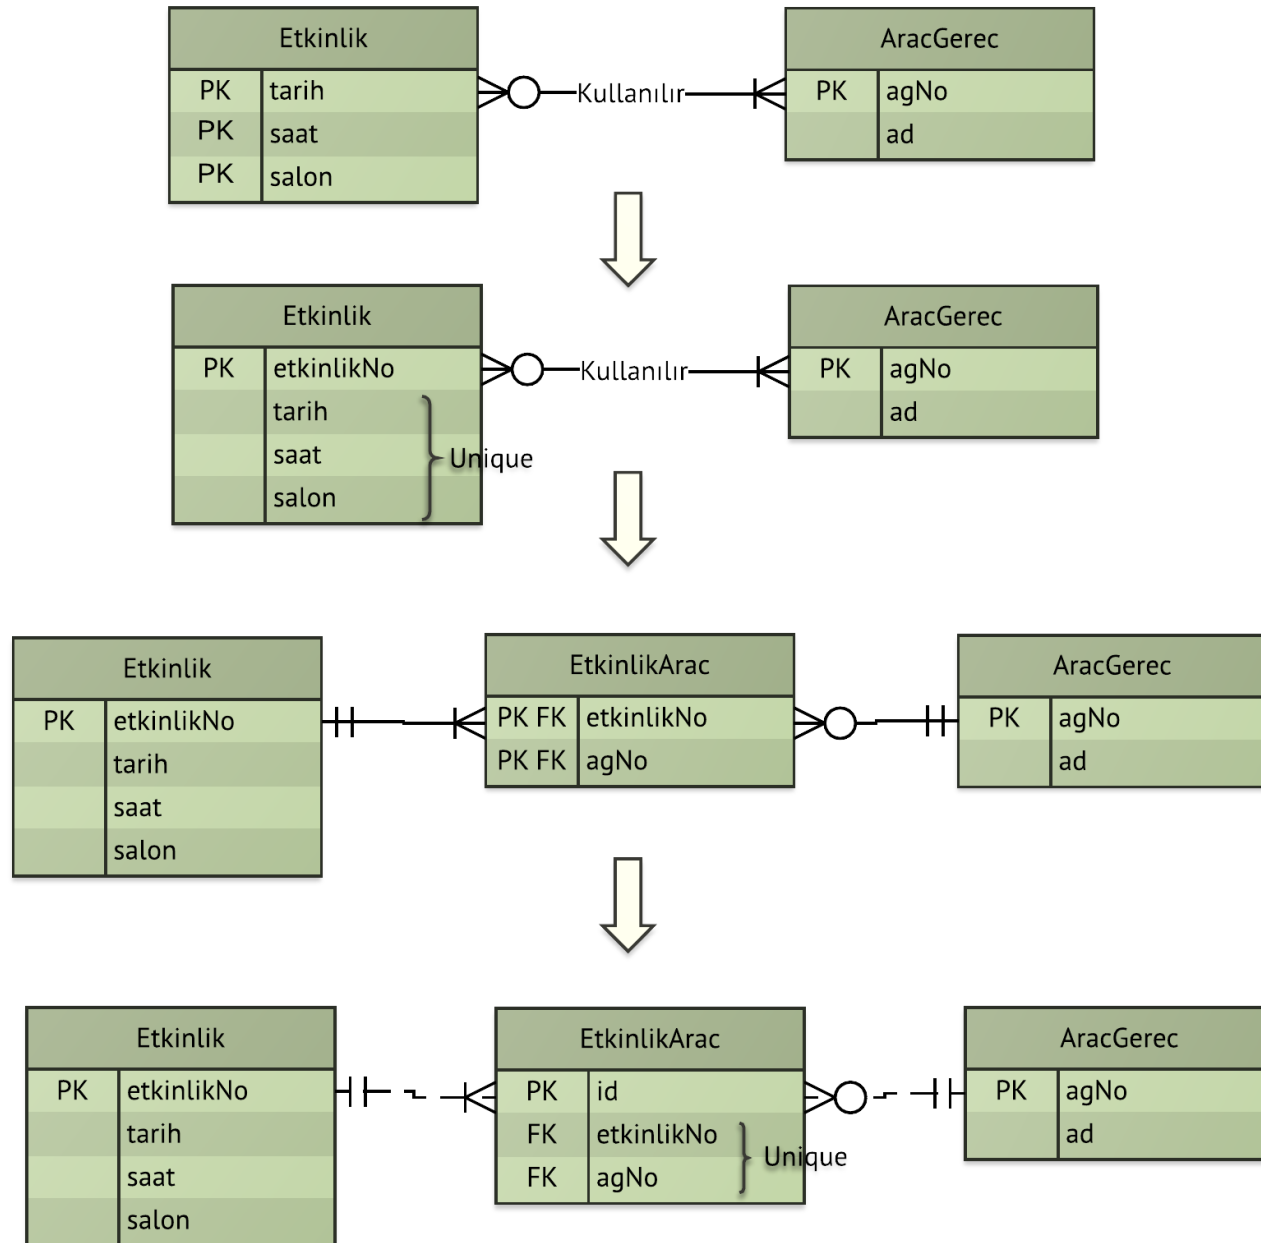 Etkinlik
PK tarih
PK saat
PK salon
Kullanılır
AracGerec
PK agNo
ad
Etkinlik
PK etkinlikNo
tarih
saat
salon
Unique
Kullanılır
AracGerec
PK agNo
ad
Etkinlik
PK etkinlikNo
tarih
saat
salon
EtkinlikArac
PK FK etkinlikNo
PK FK agNo
AracGerec
PK agNo
ad
Etkinlik
PK etkinlikNo
tarih
saat
salon
EtkinlikArac
PK id
FK etkinlikNo
FK agNo
Unique
AracGerec
PK agNo
ad